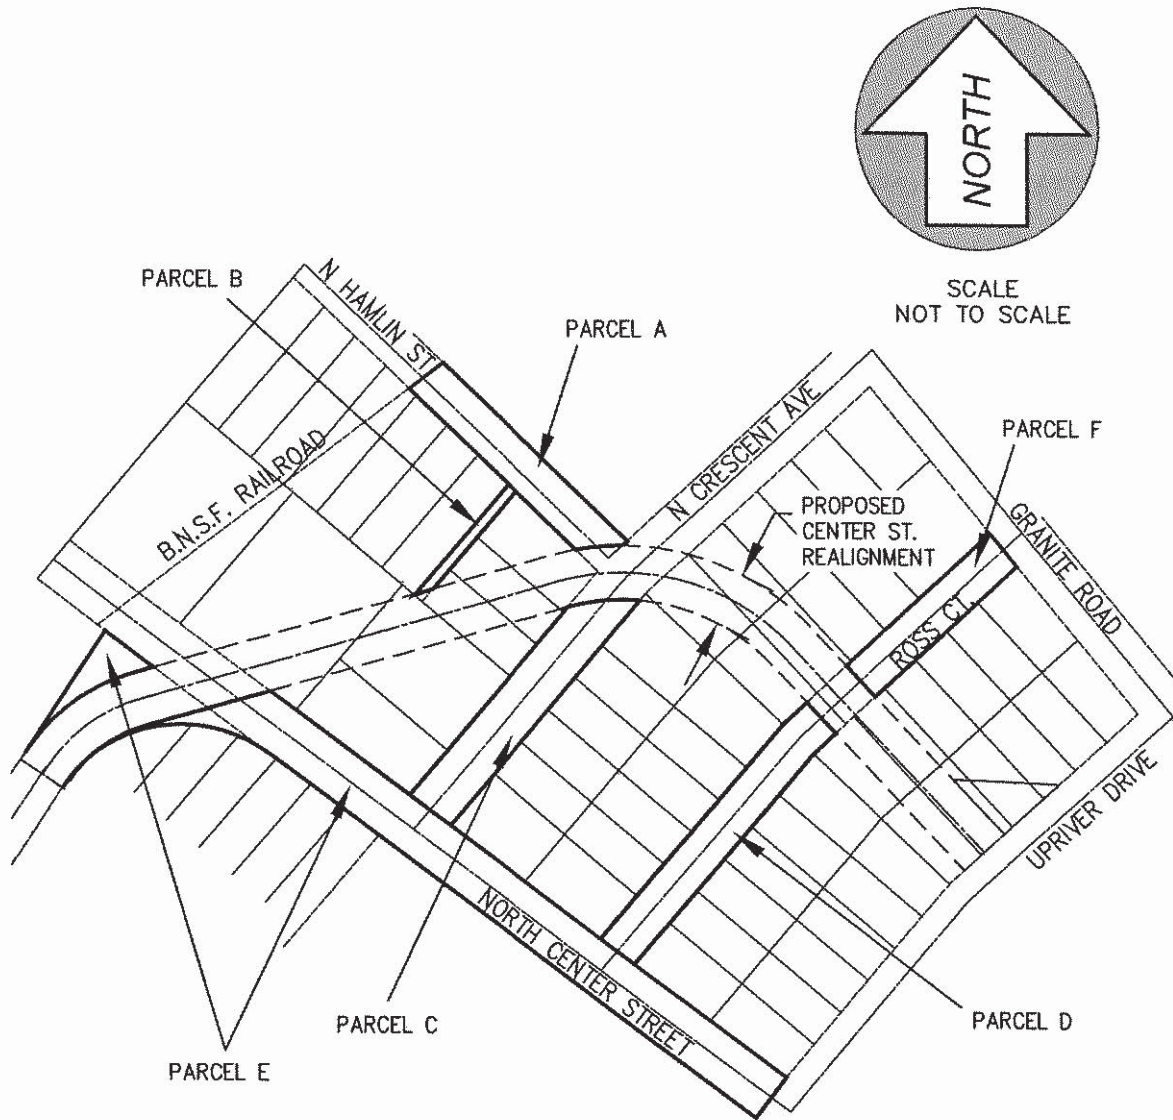 NORTH
SCALE
NOT TO SCALE
PARCEL B
N HAMLIN ST.
PARCEL A
N CRESCENT AVE
PARCEL F
B.N.S.F. RAILROAD
PROPOSED
CENTER ST.
REALIGNMENT
GRANITE ROAD
ROSS CT.
UPRIVER DRIVE
NORTH CENTER STREET
PARCEL C
PARCEL D
PARCEL E